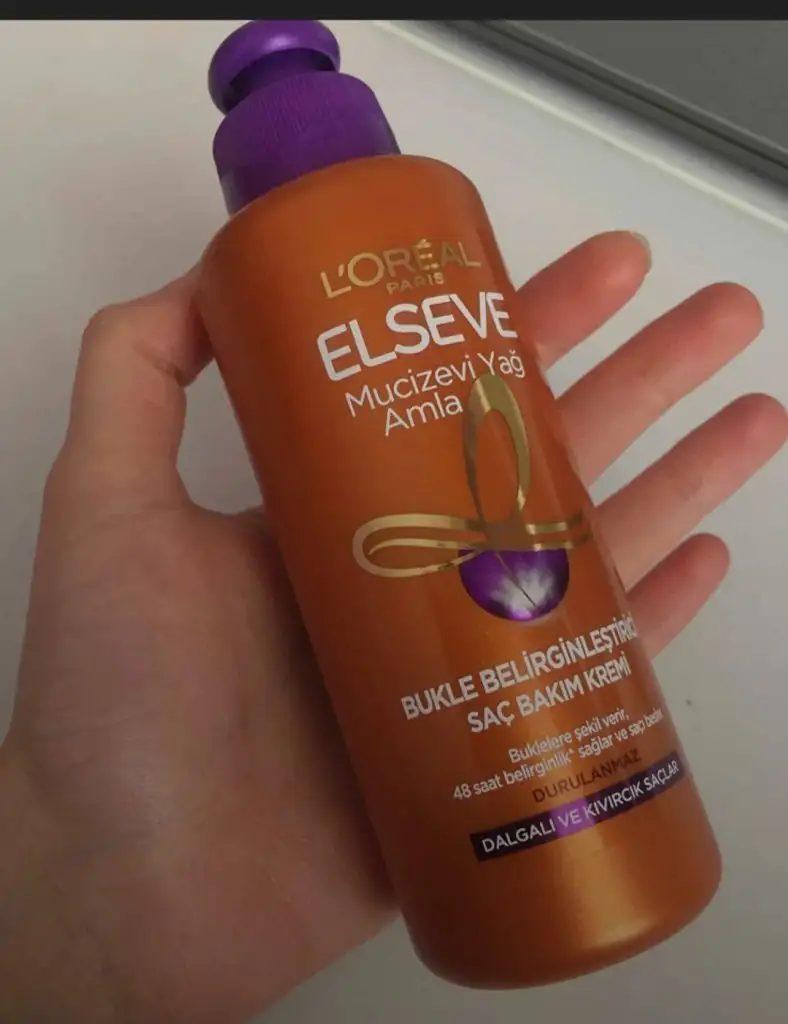 L'ORÉAL
PARIS
ELSEVE
Mucizevi Yağ
Amla
BUKLE BELİRGİNLEŞTİRİCİ
SAÇ BAKIM KREMİ
Buklelere şekil verir,
48 saat belirginlik* sağlar ve saçı besler
DURULANMAZ
DALGALI VE KIVIRCIK SAÇLAR